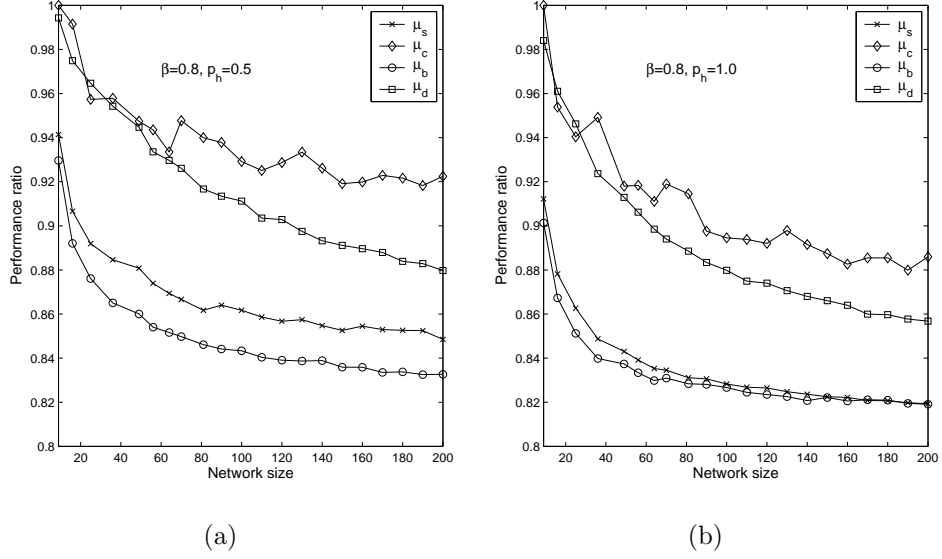 1
0.98
0.96
0.94
0.92
0.9
0.88
0.86
0.84
0.82
0.8
Performance ratio
20 40 60 80 100 120 140 160 180 200
Network size
β=0.8, p_h=0.5
μ_s
μ_c
μ_b
μ_d
(a)
1
0.98
0.96
0.94
0.92
0.9
0.88
0.86
0.84
0.82
0.8
Performance ratio
20 40 60 80 100 120 140 160 180 200
Network size
β=0.8, p_h=1.0
μ_s
μ_c
μ_b
μ_d
(b)